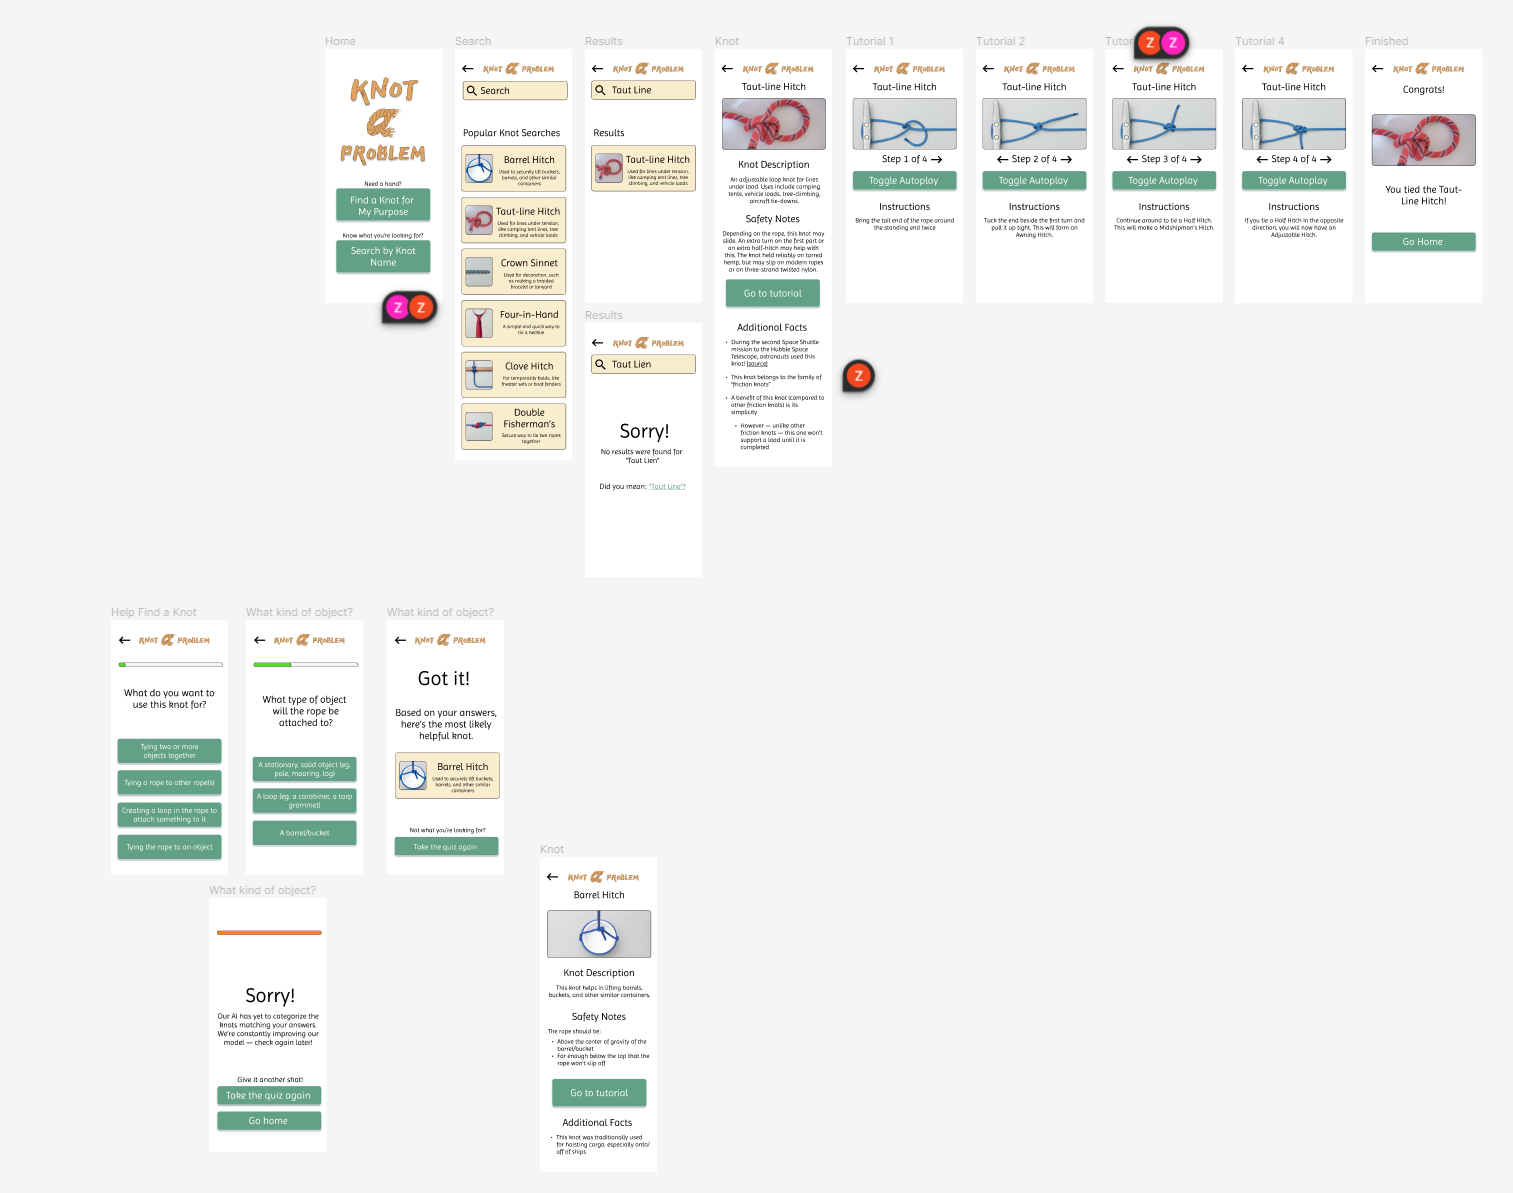 Home
KNOT
a
PROBLEM
Need a hand?
Find a Knot for
My Purpose
Know what you're looking for?
Search by Knot
Name
Z Z
Search
KNOT a PROBLEM
Search
Popular Knot Searches
Barrel Hitch
Used to securely lift buckets,
barrels, and other similar
containers
Taut-line Hitch
Used for lines under tension,
like camping tent lines, tree
climbing, and vehicle loads
Crown Sinnet
Used for decoration, such
as making a braided
bracelet or lanyard
Four-in-Hand
A simple and quick way to
tie a necktie
Clove Hitch
For temporarily holds, like
theater sets or boat fenders
Double
Fisherman's
Secure way to tie two ropes
together
Results
KNOT a PROBLEM
Taut Line
Results
Taut-line Hitch
Used for lines under tension,
like camping tent lines, tree
climbing, and vehicle loads
Results
KNOT a PROBLEM
Taut Lien
Sorry!
No results were found for
"Taut Lien"
Did you mean: "Taut Line"?
Knot
KNOT a PROBLEM
Taut-line Hitch
Knot Description
An adjustable loop knot for lines
under load. Uses include camping
tents, vehicle loads, tree-climbing,
aircraft tie-downs.
Safety Notes
Depending on the rope, this knot may
slide. An extra turn on the first part or
an extra half-hitch may help with
this. The knot held reliably on tarred
hemp, but may slip on modern ropes
or on three-strand twisted nylon.
Go to tutorial
Additional Facts
• During the second Space Shuttle
mission to the Hubble Space
Telescope, astronauts used this
knot! [source]
• This knot belongs to the family of
"friction knots"
• A benefit of this knot (compared to
other friction knots) is its
simplicity
• However — unlike other
friction knots — this one won't
support a load until it is
completed
Z
Tutorial 1
KNOT a PROBLEM
Taut-line Hitch
Step 1 of 4 →
Toggle Autoplay
Instructions
Bring the tail end of the rope around
the standing end twice
Tutorial 2
KNOT a PROBLEM
Taut-line Hitch
← Step 2 of 4 →
Toggle Autoplay
Instructions
Tuck the end beside the first turn and
pull it up tight. This will form an
Awning Hitch.
Tutor
Z Z
KNOT a PROBLEM
Taut-line Hitch
← Step 3 of 4 →
Toggle Autoplay
Instructions
Continue around to tie a Half Hitch.
This will make a Midshipman's Hitch.
Tutorial 4
KNOT a PROBLEM
Taut-line Hitch
← Step 4 of 4 →
Toggle Autoplay
Instructions
If you tie a Half Hitch in the opposite
direction, you will now have an
Adjustable Hitch.
Finished
KNOT a PROBLEM
Congrats!
You tied the Taut-
Line Hitch!
Go Home
Help Find a Knot
KNOT a PROBLEM
What do you want to
use this knot for?
Tying two or more
objects together
Tying a rope to other rope(s)
Creating a loop in the rope to
attach something to it
Tying the rope to an object
What kind of object?
KNOT a PROBLEM
What type of object
will the rope be
attached to?
A stationary, solid object (eg.
pole, mooring, log)
A loop (eg. a carabiner, a tarp
grommet)
A barrel/bucket
What kind of object?
KNOT a PROBLEM
Got it!
Based on your answers,
here's the most likely
helpful knot.
Barrel Hitch
Used to securely lift buckets,
barrels, and other similar
containers
Not what you're looking for?
Take the quiz again
What kind of object?
Sorry!
Our AI has yet to categorize the
knots matching your answers.
We're constantly improving our
model — check again later!
Give it another shot!
Take the quiz again
Go home
Knot
KNOT a PROBLEM
Barrel Hitch
Knot Description
This knot helps in lifting barrels,
buckets, and other similar containers.
Safety Notes
The rope should be:
• Above the center of gravity of the
barrel/bucket
• Far enough below the top that the
rope won't slip off
Go to tutorial
Additional Facts
• This knot was traditionally used
for hoisting cargo, especially onto/
off of ships